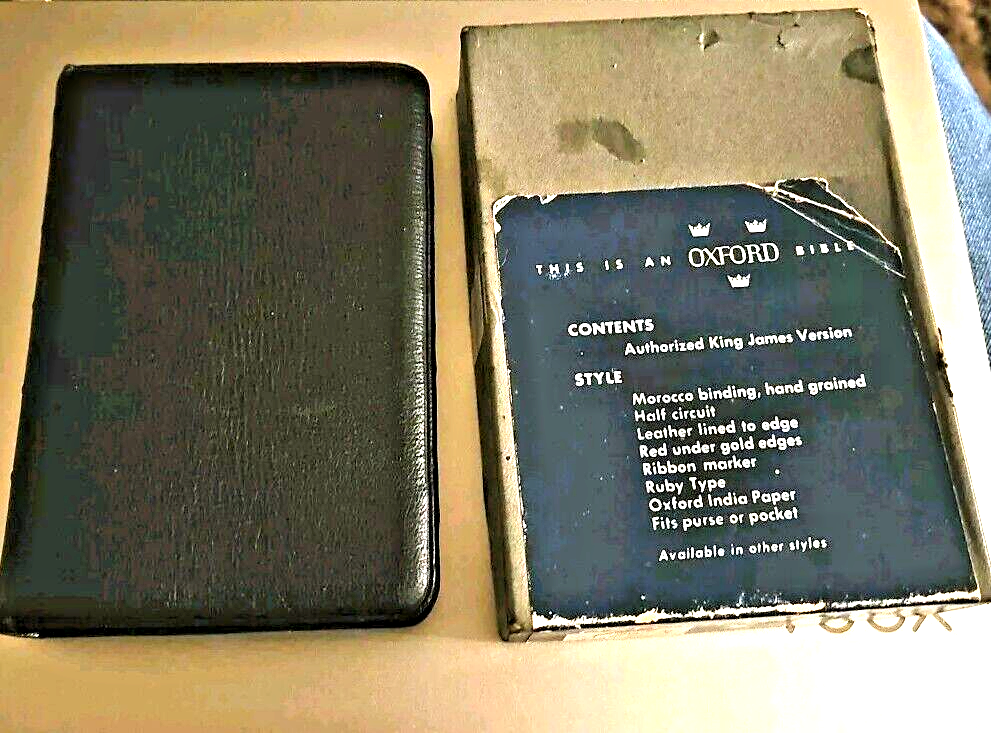 THIS IS AN OXFORD BIBLE
CONTENTS
Authorized King James Version
STYLE
Morocco binding, hand grained
Half circuit
Leather lined to edge
Red under gold edges
Ribbon marker
Ruby Type
Oxford India Paper
Fits purse or pocket
Available in other styles